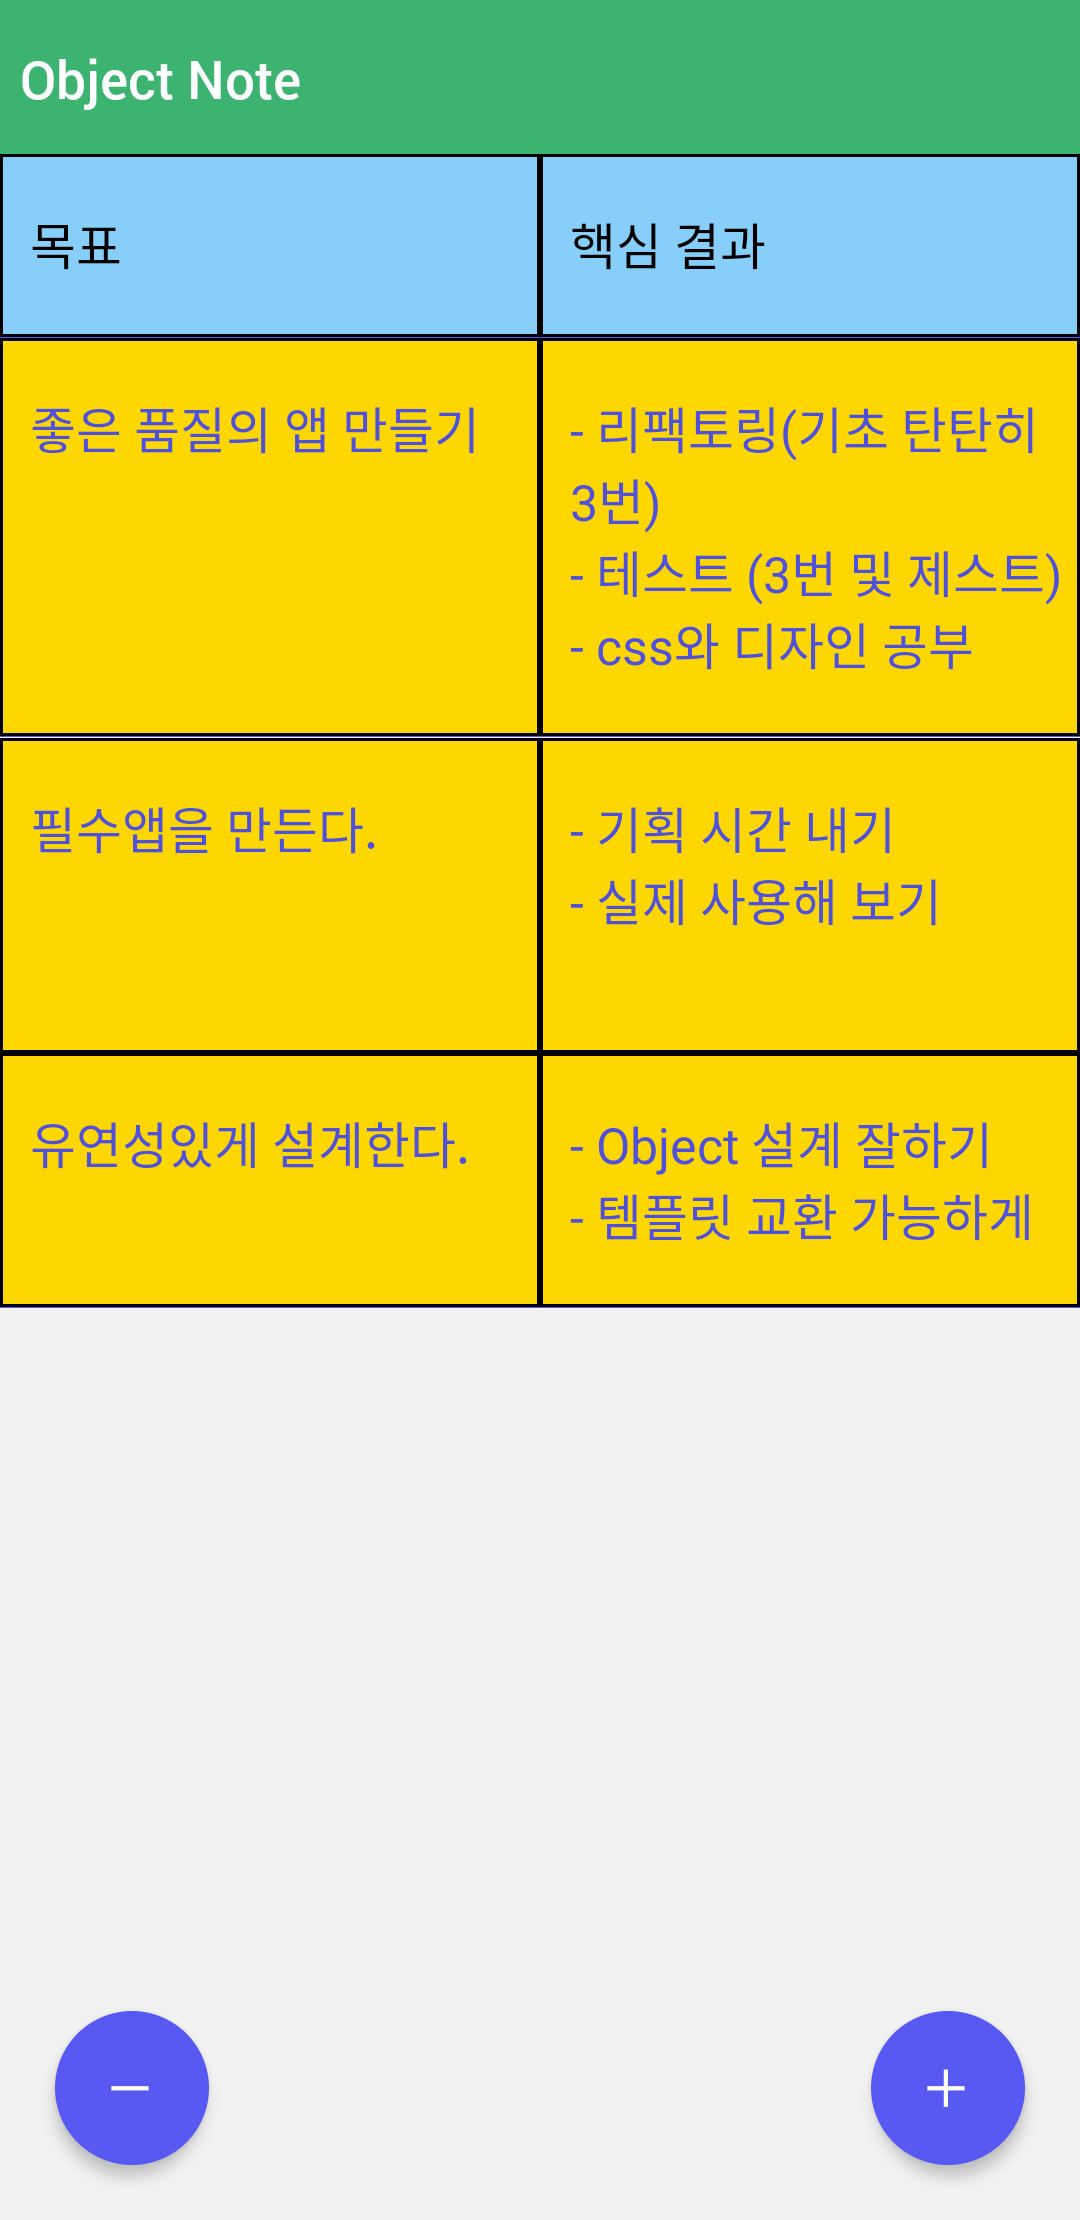 Object Note
목표
핵심 결과
좋은 품질의 앱 만들기
- 리팩토링(기초 탄탄히
3번)
- 테스트 (3번 및 제스트)
- css와 디자인 공부
필수앱을 만든다.
- 기획 시간 내기
- 실제 사용해 보기
유연성있게 설계한다.
- Object 설계 잘하기
- 템플릿 교환 가능하게